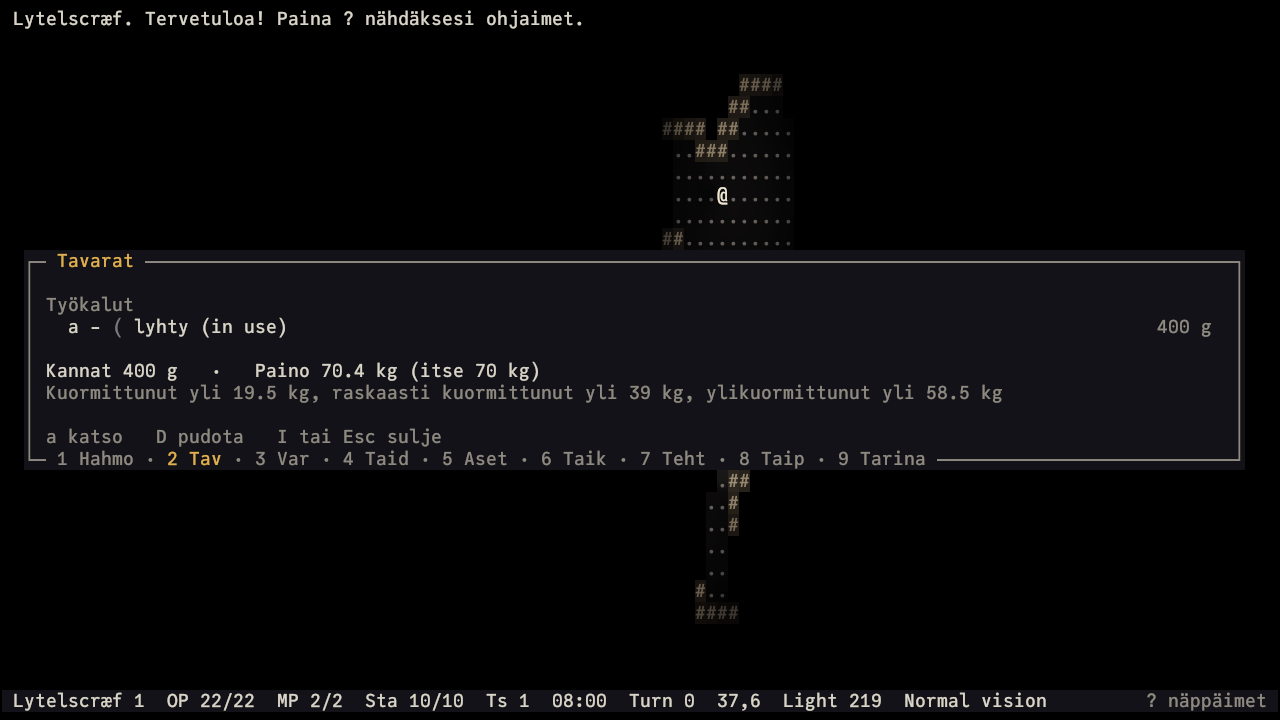 Lytelscræf. Tervetuloa! Paina ? nähdäksesi ohjaimet.
####
##...
#### ##.....
..###......
...........
....@......
...........
##..........
Tavarat
Työkalut
a - ( lyhty (in use) 400 g
Kannat 400 g · Paino 70.4 kg (itse 70 kg)
Kuormittunut yli 19.5 kg, raskaasti kuormittunut yli 39 kg, ylikuormittunut yli 58.5 kg
a katso D pudota I tai Esc sulje
1 Hahmo · 2 Tav · 3 Var · 4 Taid · 5 Aset · 6 Taik · 7 Teht · 8 Taip · 9 Tarina
.##
..#
..#
..
..
#..
####
Lytelscræf 1 OP 22/22 MP 2/2 Sta 10/10 Ts 1 08:00 Turn 0 37,6 Light 219 Normal vision ? näppäimet